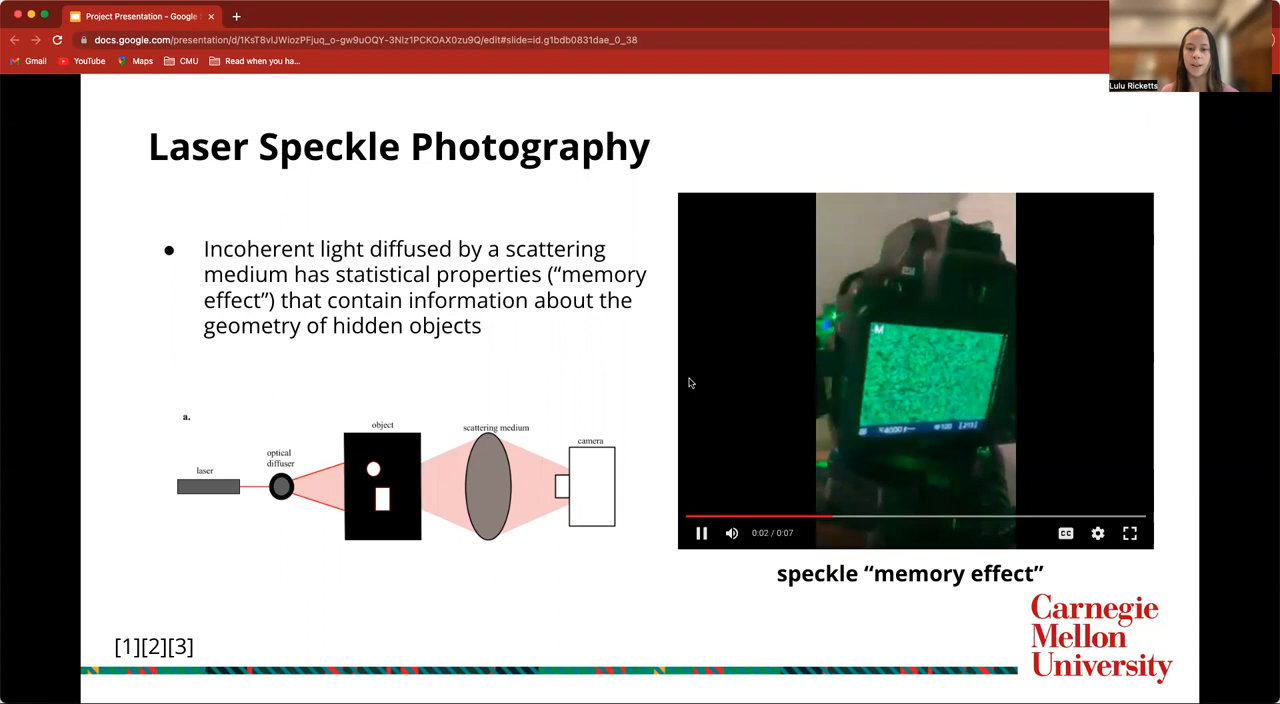 Project Presentation - Google
docs.google.com/presentation/d/1KsT8vIJWiozPFjuq_o-gw9uOQY-3Nlz1PCKOAX0zu9Q/edit#slide=id.g1bdb0831dae_0_38
Gmail YouTube Maps CMU Read when you ha...
Lulu Ricketts
Laser Speckle Photography
● Incoherent light diffused by a scattering
medium has statistical properties (“memory
effect”) that contain information about the
geometry of hidden objects
a.
laser
optical
diffuser
object
scattering medium
camera
M
0:02 / 0:07
CC
speckle “memory effect”
[1][2][3]
Carnegie
Mellon
University